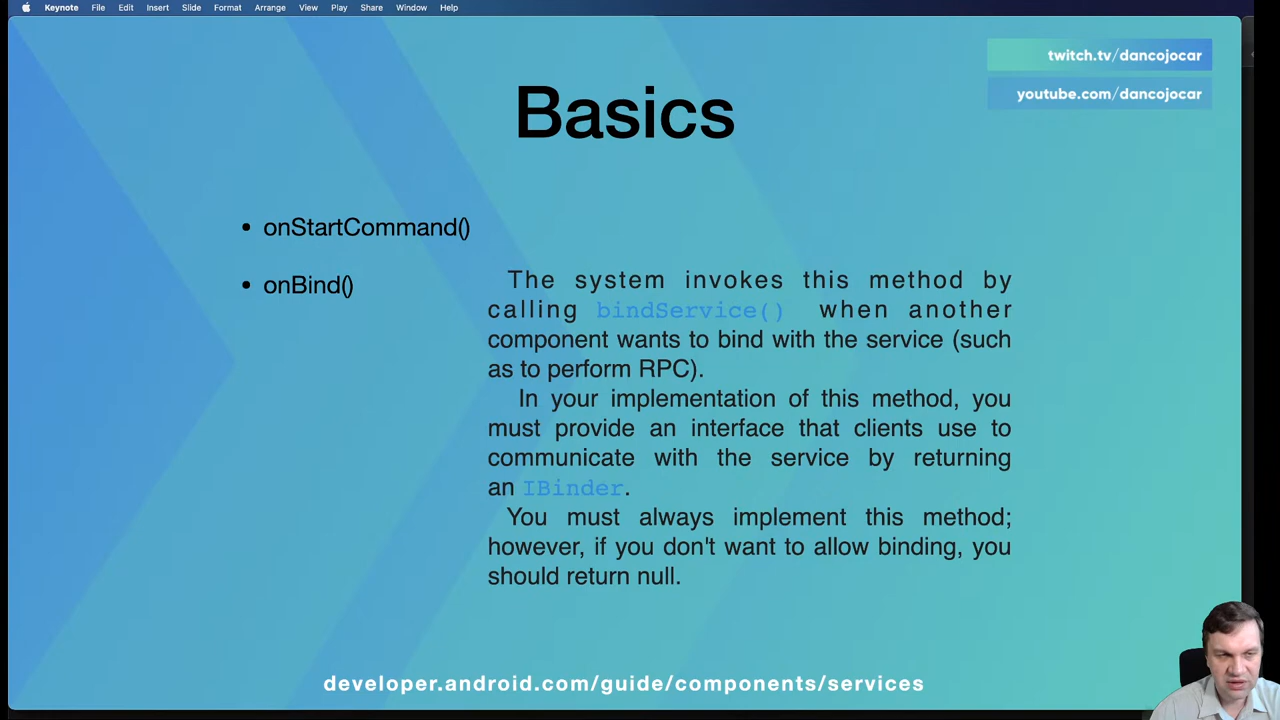 Keynote File Edit Insert Slide Format Arrange View Play Share Window Help
twitch.tv/dancojocar
youtube.com/dancojocar
Basics
• onStartCommand()
• onBind()
The system invokes this method by
calling bindService() when another
component wants to bind with the service (such
as to perform RPC).
In your implementation of this method, you
must provide an interface that clients use to
communicate with the service by returning
an IBinder.
You must always implement this method;
however, if you don't want to allow binding, you
should return null.
developer.android.com/guide/components/services